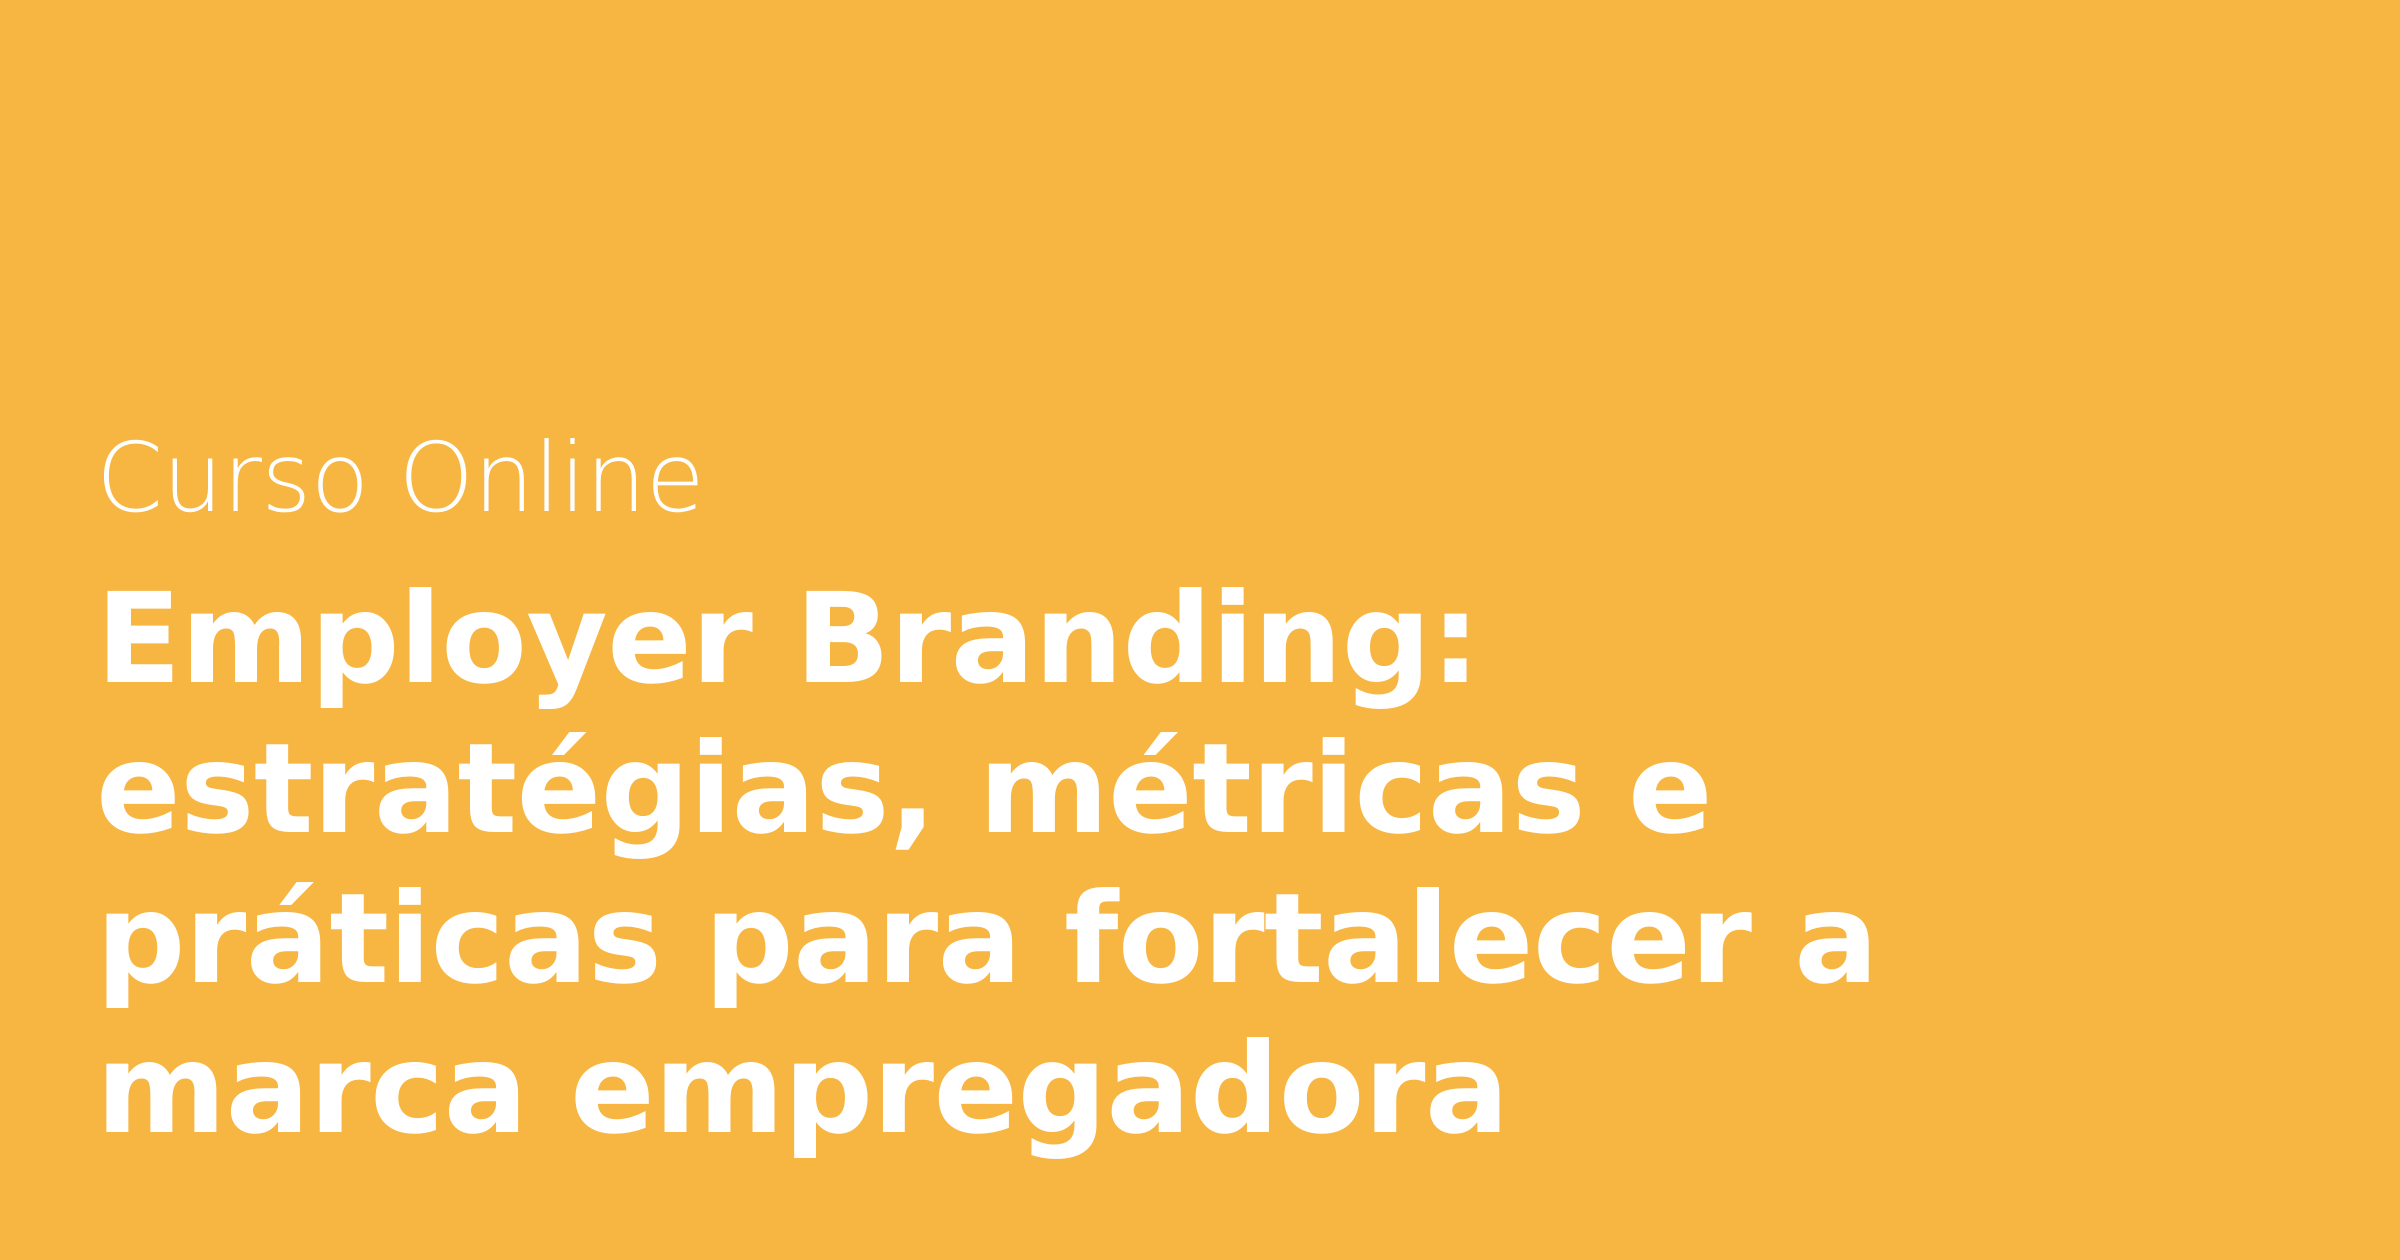 Curso Online
Employer Branding:
estratégias, métricas e
práticas para fortalecer a
marca empregadora